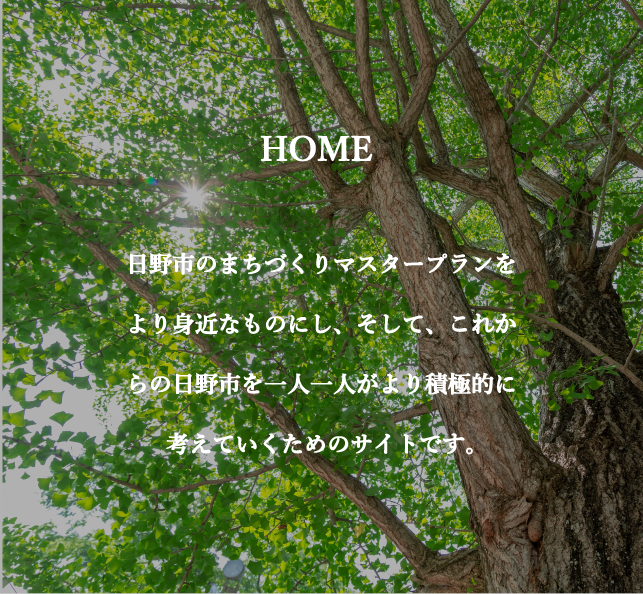 HOME
日野市のまちづくりマスタープランを
より身近なものにし、そして、これか
らの日野市を一人一人がより積極的に
考えていくためのサイトです。